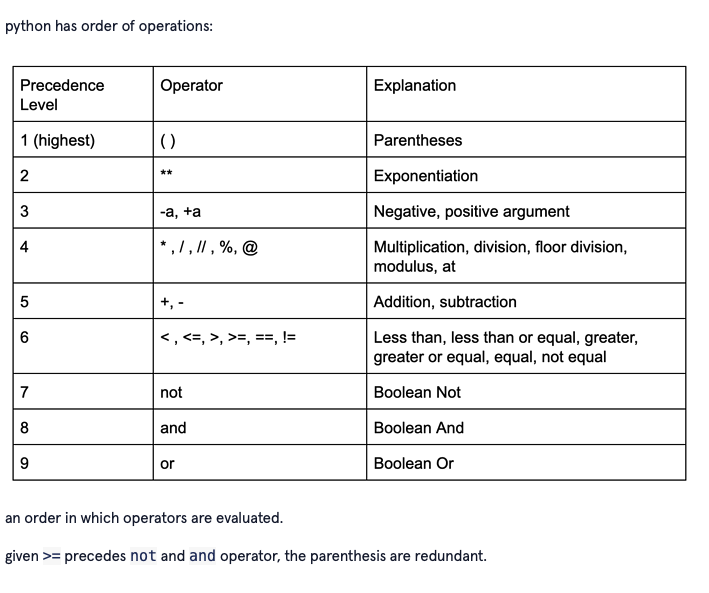 python has order of operations:
Precedence Level Operator Explanation
1 (highest) ( ) Parentheses
2 ** Exponentiation
3 -a, +a Negative, positive argument
4 * , / , // , %, @ Multiplication, division, floor division, modulus, at
5 +, - Addition, subtraction
6 < , <=, >, >=, ==, != Less than, less than or equal, greater, greater or equal, equal, not equal
7 not Boolean Not
8 and Boolean And
9 or Boolean Or
an order in which operators are evaluated.
given >= precedes not and and operator, the parenthesis are redundant.